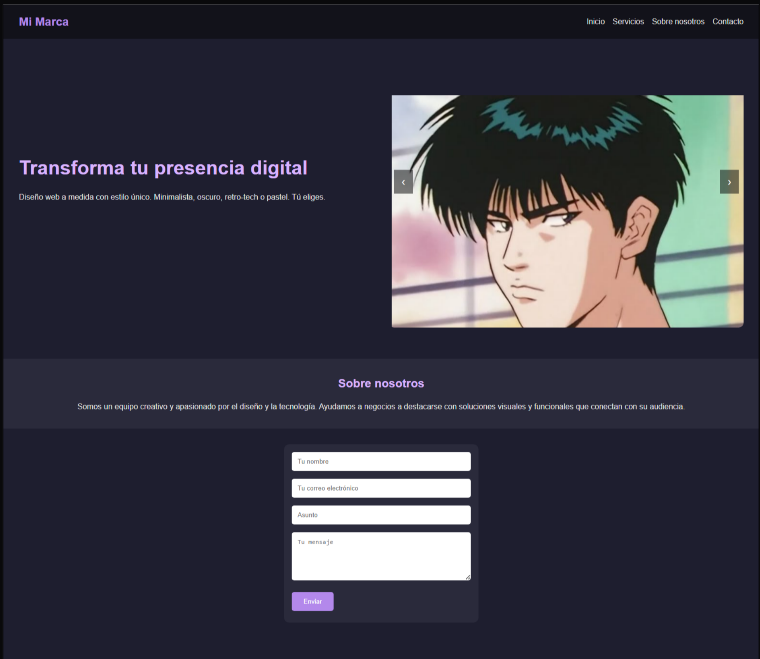 Mi Marca
Inicio Servicios Sobre nosotros Contacto
Transforma tu presencia digital
Diseño web a medida con estilo único. Minimalista, oscuro, retro-tech o pastel. Tú eliges.
‹ ›
Sobre nosotros
Somos un equipo creativo y apasionado por el diseño y la tecnología. Ayudamos a negocios a destacarse con soluciones visuales y funcionales que conectan con su audiencia.
Tu nombre
Tu correo electrónico
Asunto
Tu mensaje
Enviar